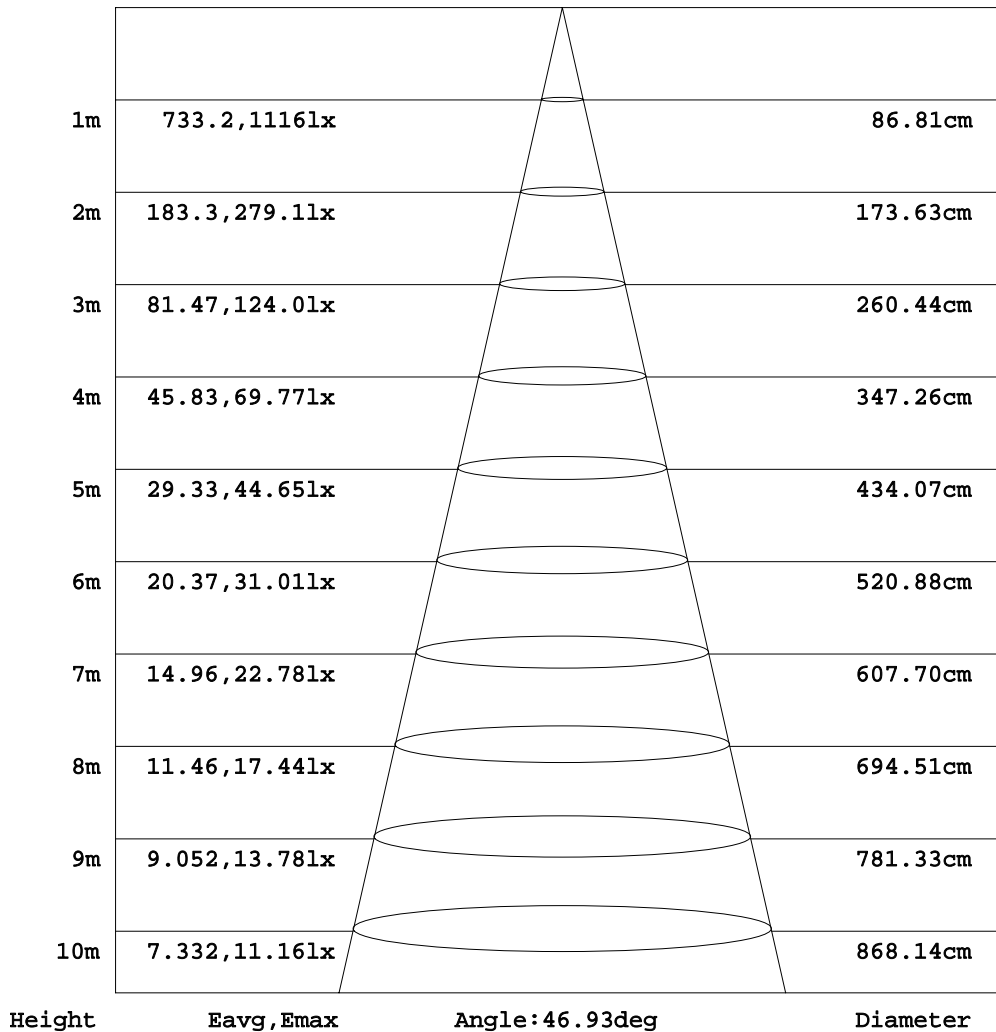 1m 733.2,1116lx 86.81cm
2m 183.3,279.1lx 173.63cm
3m 81.47,124.0lx 260.44cm
4m 45.83,69.77lx 347.26cm
5m 29.33,44.65lx 434.07cm
6m 20.37,31.01lx 520.88cm
7m 14.96,22.78lx 607.70cm
8m 11.46,17.44lx 694.51cm
9m 9.052,13.78lx 781.33cm
10m 7.332,11.16lx 868.14cm
Height Eavg,Emax Angle:46.93deg Diameter